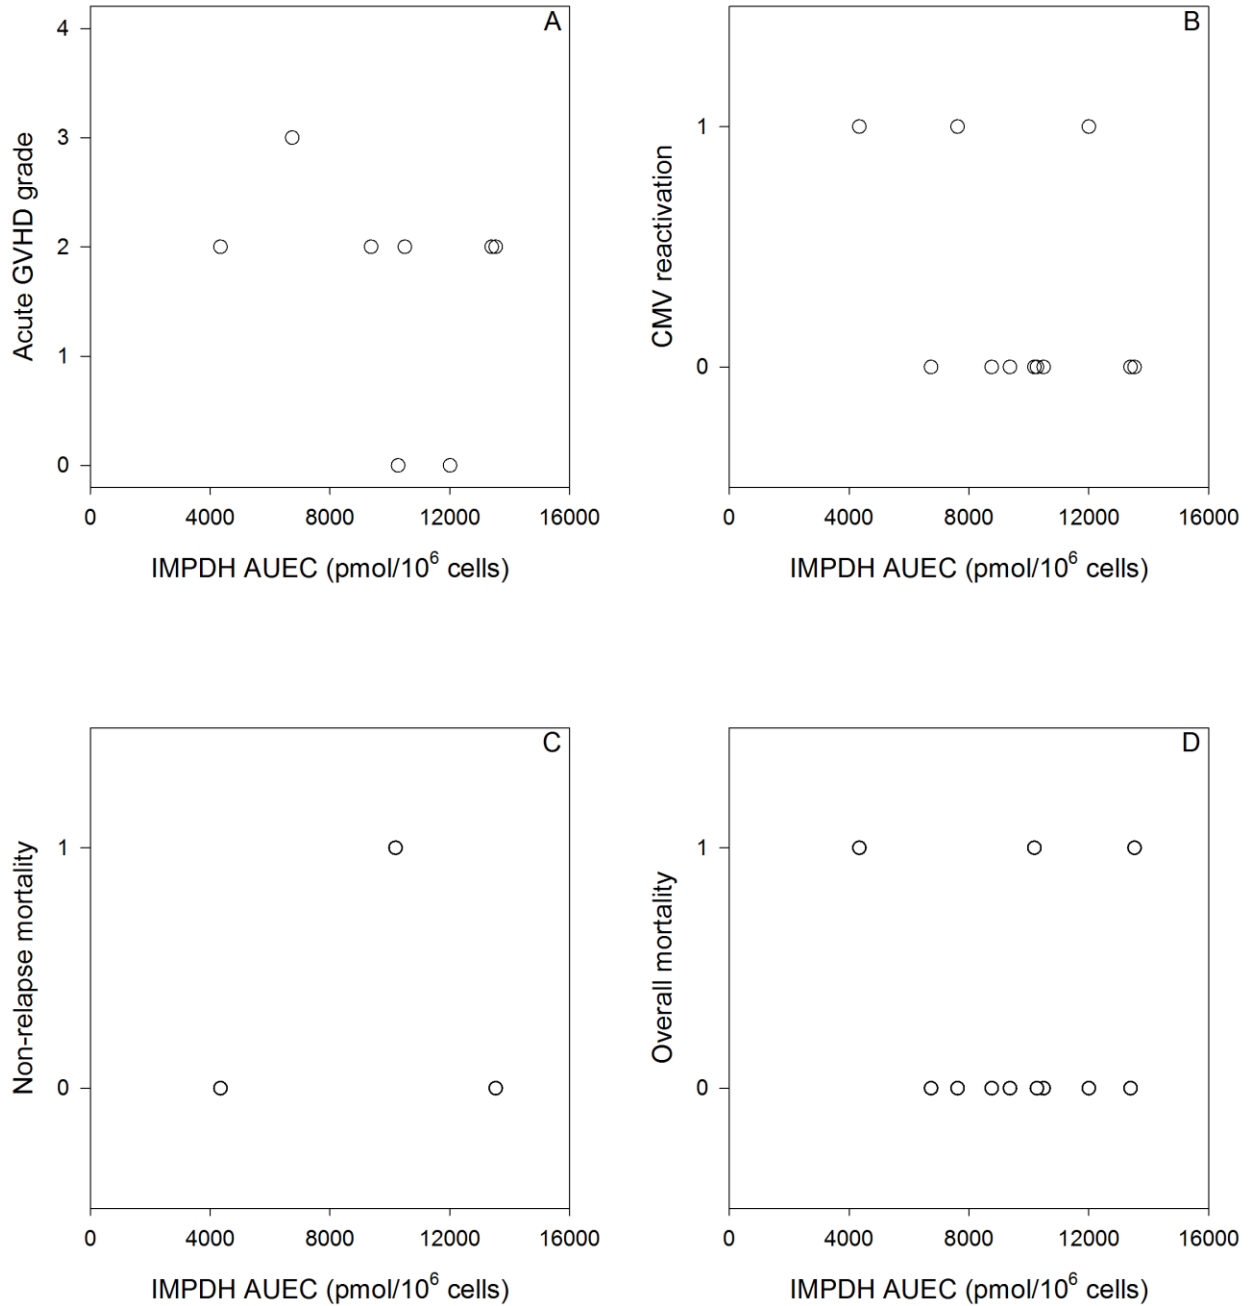 A
4
3
2
1
0
Acute GVHD grade
0 4000 8000 12000 16000
IMPDH AUEC (pmol/10⁶ cells)
B
1
0
CMV reactivation
0 4000 8000 12000 16000
IMPDH AUEC (pmol/10⁶ cells)
C
1
0
Non-relapse mortality
0 4000 8000 12000 16000
IMPDH AUEC (pmol/10⁶ cells)
D
1
0
Overall mortality
0 4000 8000 12000 16000
IMPDH AUEC (pmol/10⁶ cells)